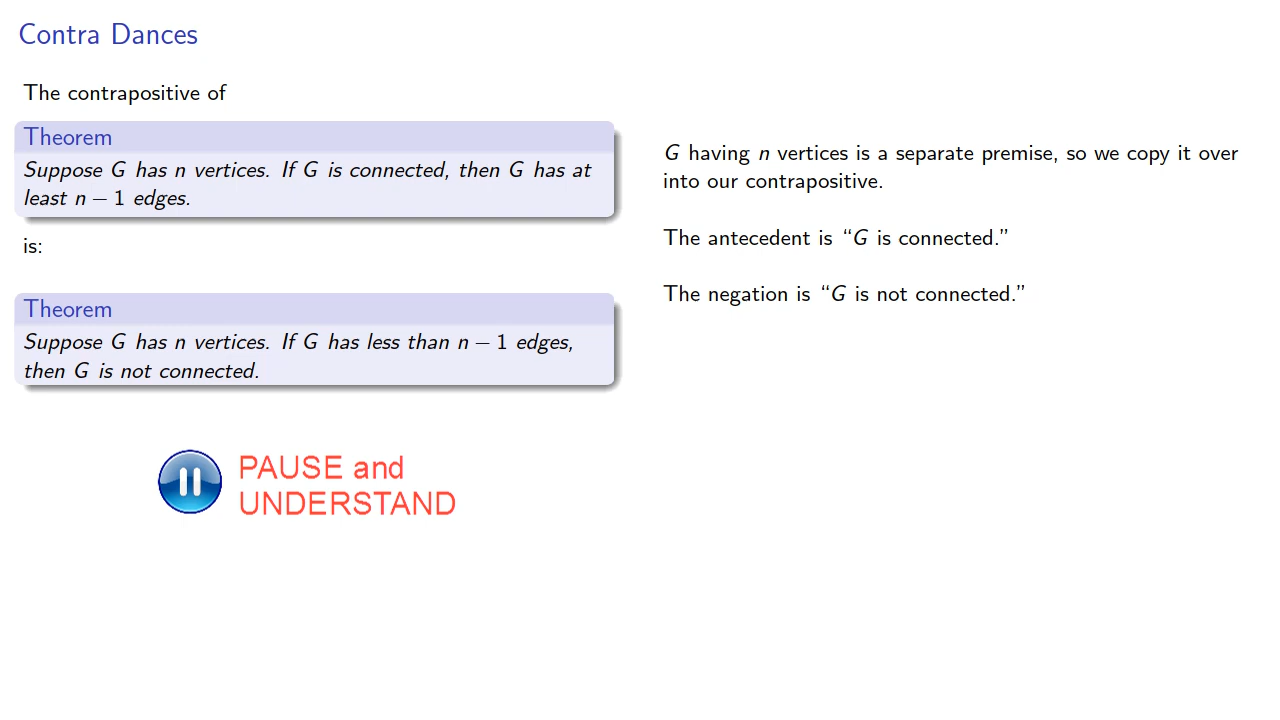 Contra Dances
The contrapositive of
Theorem
Suppose G has n vertices. If G is connected, then G has at
least n − 1 edges.
is:
Theorem
Suppose G has n vertices. If G has less than n − 1 edges,
then G is not connected.
PAUSE and
UNDERSTAND
G having n vertices is a separate premise, so we copy it over
into our contrapositive.
The antecedent is “G is connected.”
The negation is “G is not connected.”